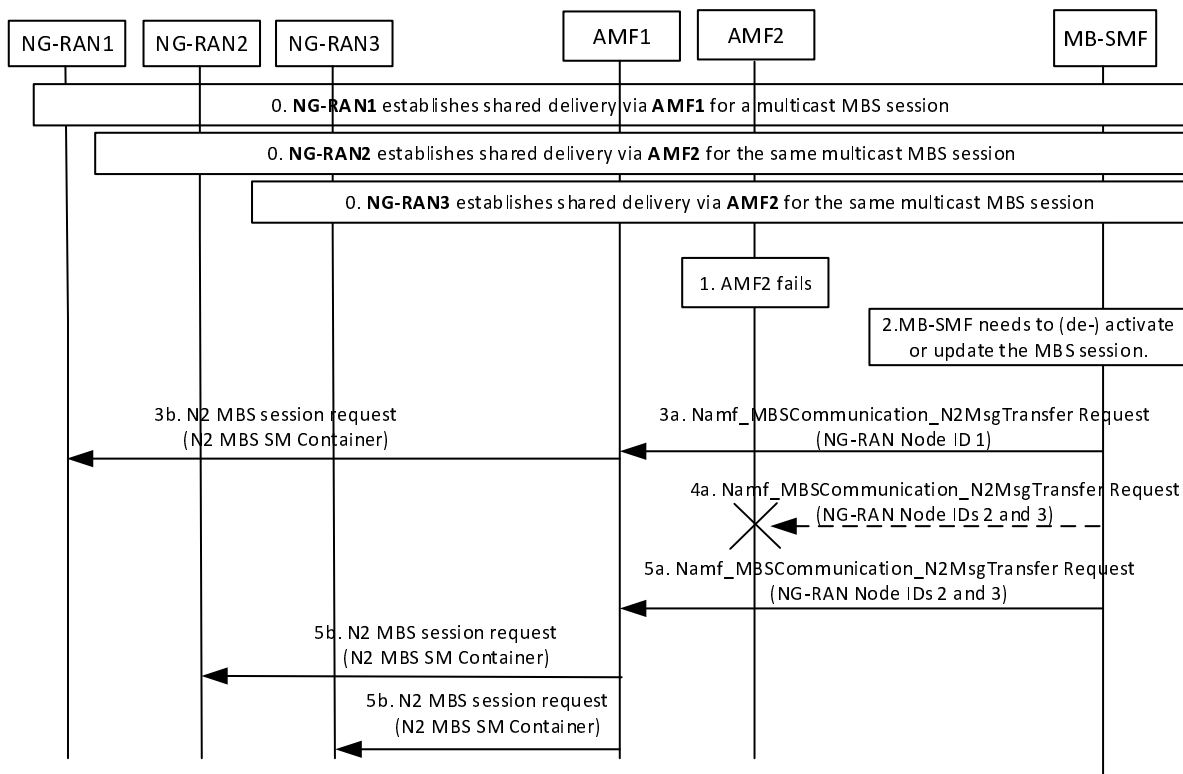 NG-RAN1
NG-RAN2
NG-RAN3
AMF1
AMF2
MB-SMF
0. NG-RAN1 establishes shared delivery via AMF1 for a multicast MBS session
0. NG-RAN2 establishes shared delivery via AMF2 for the same multicast MBS session
0. NG-RAN3 establishes shared delivery via AMF2 for the same multicast MBS session
1. AMF2 fails
2.MB-SMF needs to (de-) activate
or update the MBS session.
3b. N2 MBS session request
(N2 MBS SM Container)
3a. Namf_MBSCommunication_N2MsgTransfer Request
(NG-RAN Node ID 1)
4a. Namf_MBSCommunication_N2MsgTransfer Request
(NG-RAN Node IDs 2 and 3)
5a. Namf_MBSCommunication_N2MsgTransfer Request
(NG-RAN Node IDs 2 and 3)
5b. N2 MBS session request
(N2 MBS SM Container)
5b. N2 MBS session request
(N2 MBS SM Container)